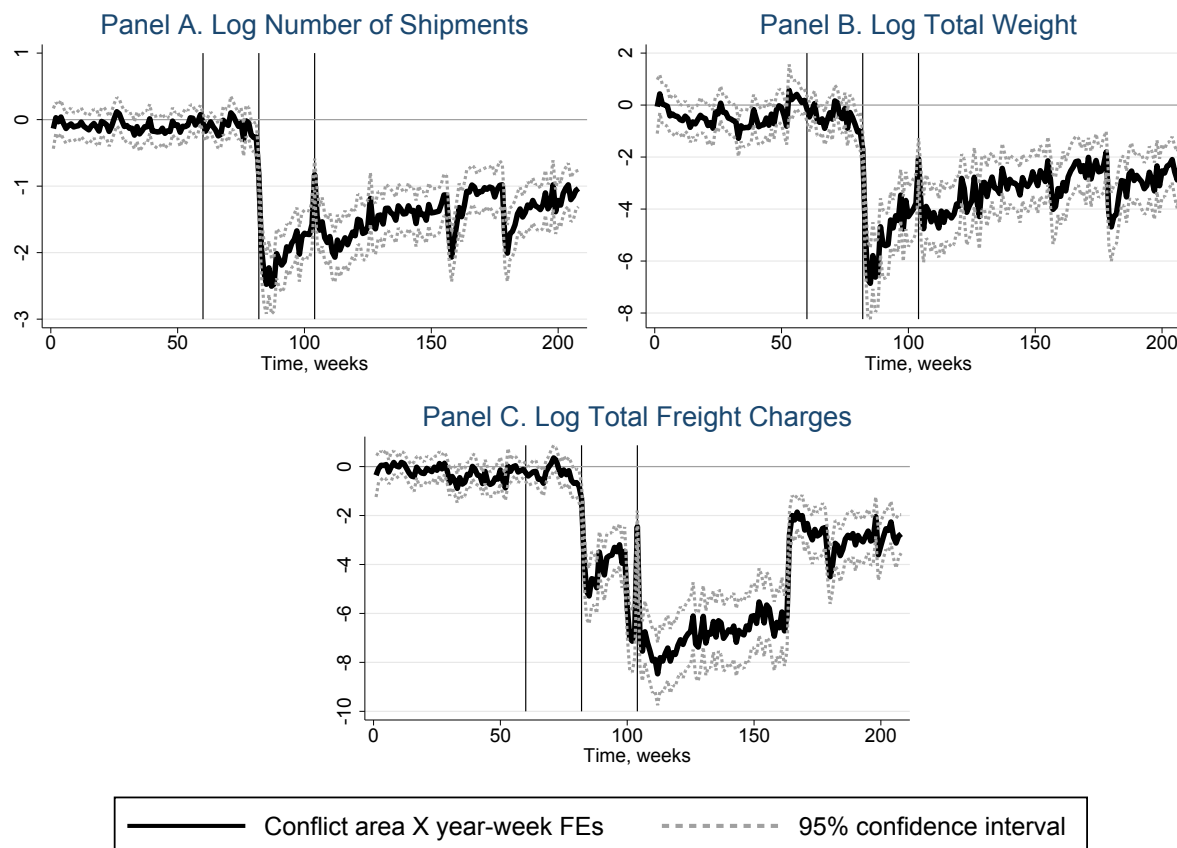 Panel A. Log Number of Shipments
1
0
-1
-2
-3
0 50 100 150 200
Time, weeks
Panel B. Log Total Weight
2
0
-2
-4
-6
-8
0 50 100 150 200
Time, weeks
Panel C. Log Total Freight Charges
0
-2
-4
-6
-8
-10
0 50 100 150 200
Time, weeks
Conflict area X year-week FEs 95% confidence interval